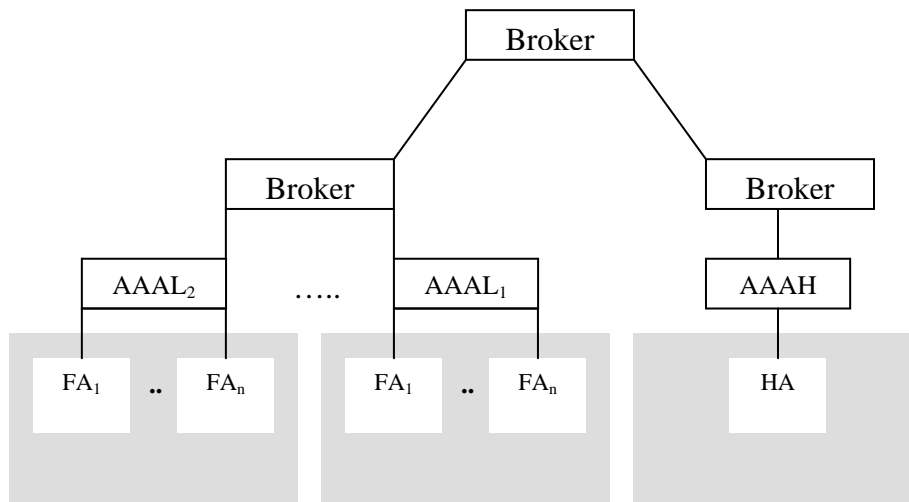 Broker
Broker
Broker
AAAL₂
…..
AAAL₁
AAAH
FA₁
..
FAₙ
FA₁
..
FAₙ
HA